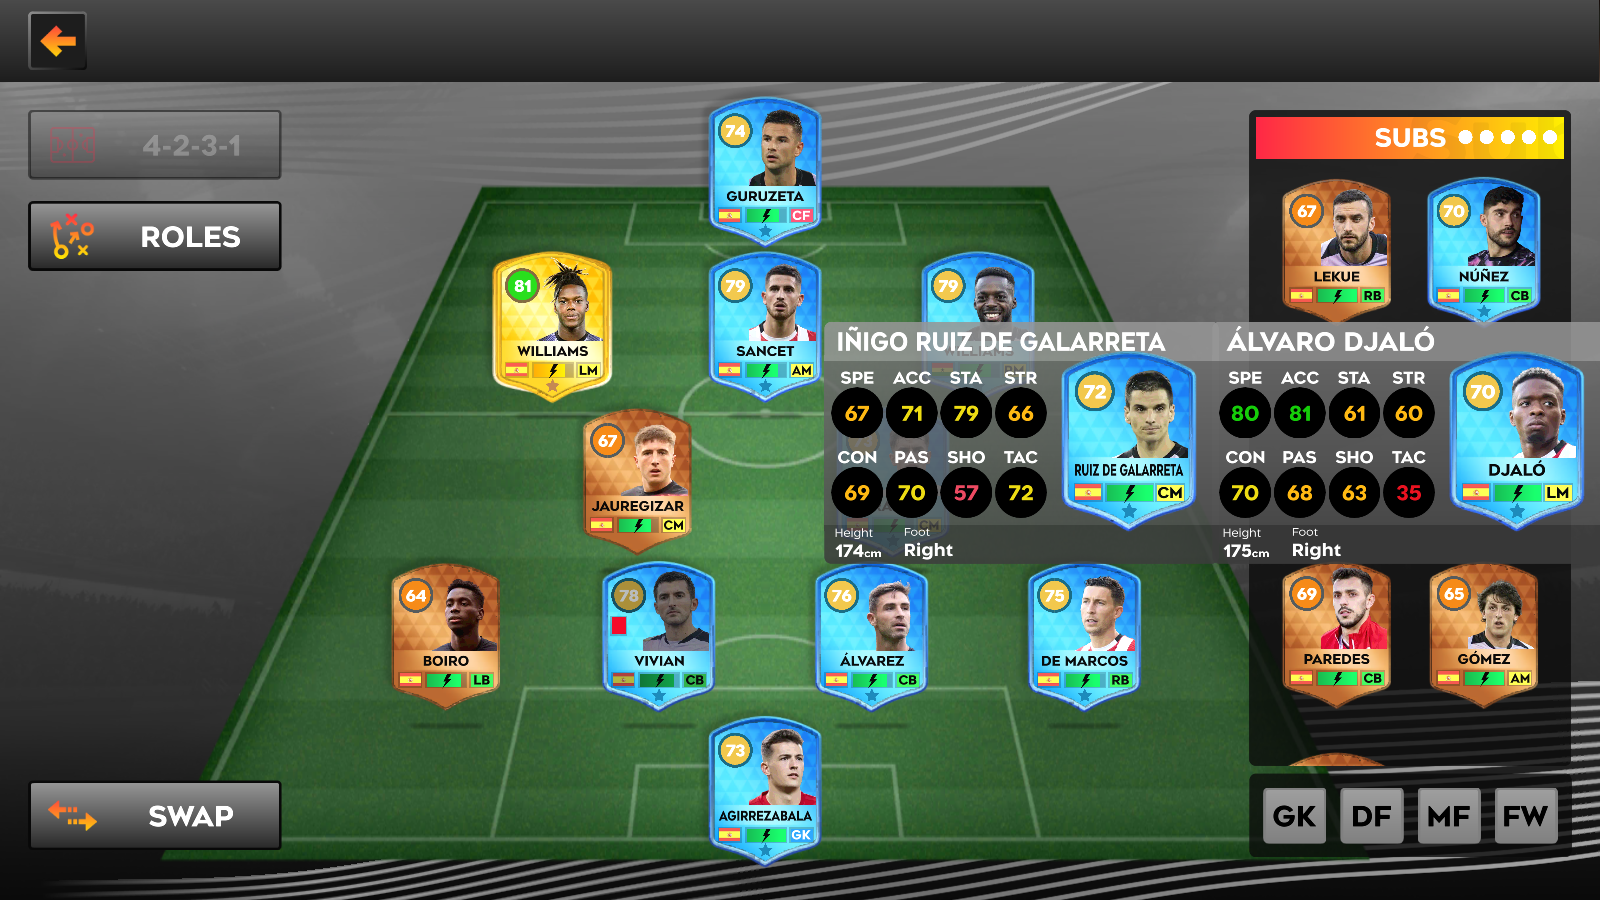 4-2-3-1
ROLES
SWAP
74
GURUZETA
CF
81
WILLIAMS
LM
79
SANCET
AM
79
WILLIAMS
67
JAUREGIZAR
CM
64
BOIRO
LB
78
VIVIAN
CB
76
ÁLVAREZ
CB
75
DE MARCOS
RB
73
AGIRREZABALA
GK
SUBS
67
LEKUE
RB
70
NÚÑEZ
CB
IÑIGO RUIZ DE GALARRETA
SPE ACC STA STR
67 71 79 66
CON PAS SHO TAC
69 70 57 72
Height Foot
174cm Right
72
RUIZ DE GALARRETA
CM
ÁLVARO DJALÓ
SPE ACC STA STR
80 81 61 60
CON PAS SHO TAC
70 68 63 35
Height Foot
175cm Right
70
DJALÓ
LM
69
PAREDES
CB
65
GÓMEZ
AM
GK DF MF FW